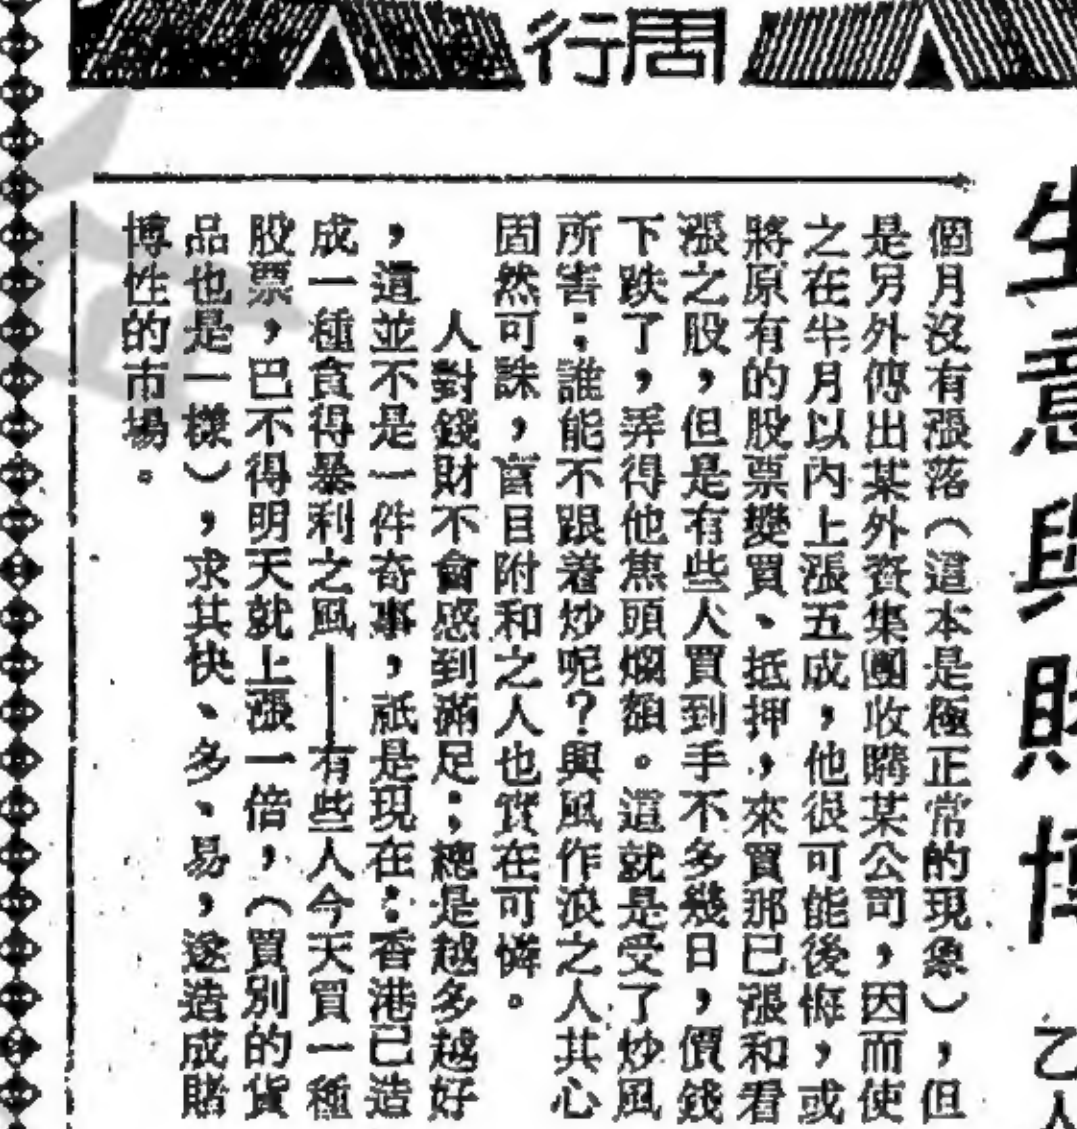 周行
生意與賭博
乙人
個月沒有漲落（這本是極正常的現象），但
是另外傳出某外資集團收購某公司，因而使
之在半月以內上漲五成，他很可能後悔，或
將原有的股票變買、抵押，來買那已漲和看
漲之股，但是有些人買到手不多幾日，價錢
下跌了，弄得他焦頭爛額。這就是受了炒風
所害；誰能不跟着炒呢？興風作浪之人其心
固然可誅，盲目附和之人也實在可憐。
人對錢財不會感到滿足；總是越多越好
，這並不是一件奇事，祇是現在：香港已造
成一種貪得暴利之風——有些人今天買一種
股票，巴不得明天就上漲一倍，（買別的貨
品也是一樣），求其快、多、易，遂造成賭
博性的市場。